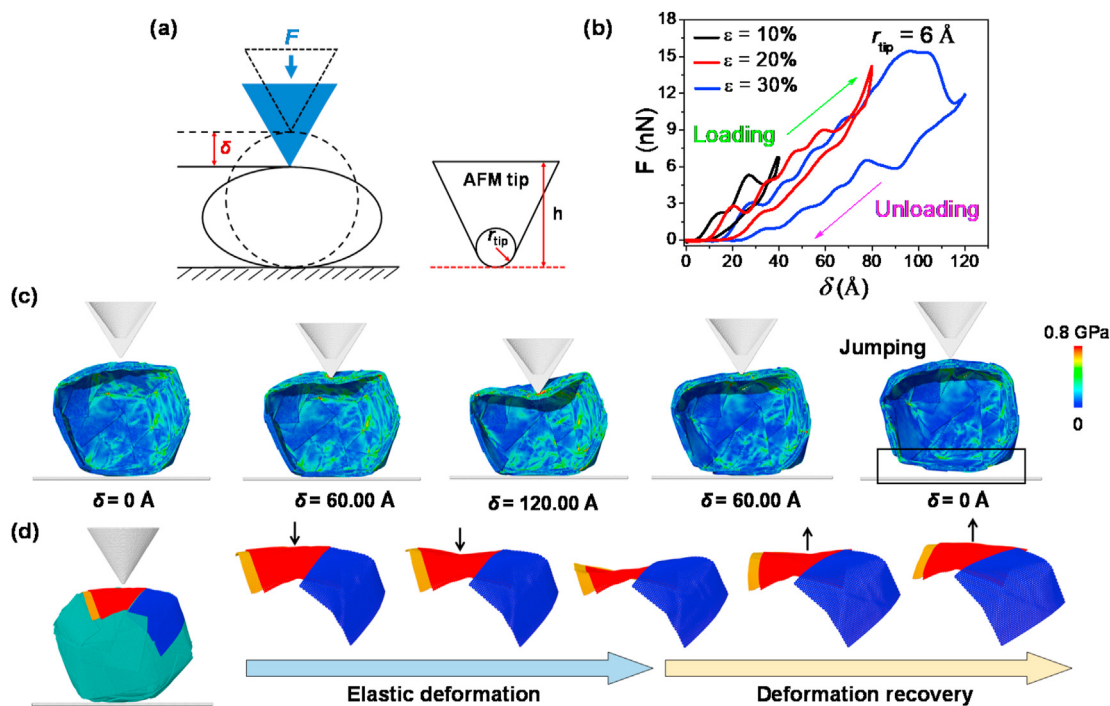 (a)
F
δ
AFM tip
h
r_tip
(b)
ε = 10%
ε = 20%
ε = 30%
r_tip = 6 Å
Loading
Unloading
F (nN)
18
15
12
9
6
3
0
0 20 40 60 80 100 120
δ (Å)
(c)
Jumping
0.8 GPa
0
δ = 0 Å
δ = 60.00 Å
δ = 120.00 Å
δ = 60.00 Å
δ = 0 Å
(d)
Elastic deformation
Deformation recovery